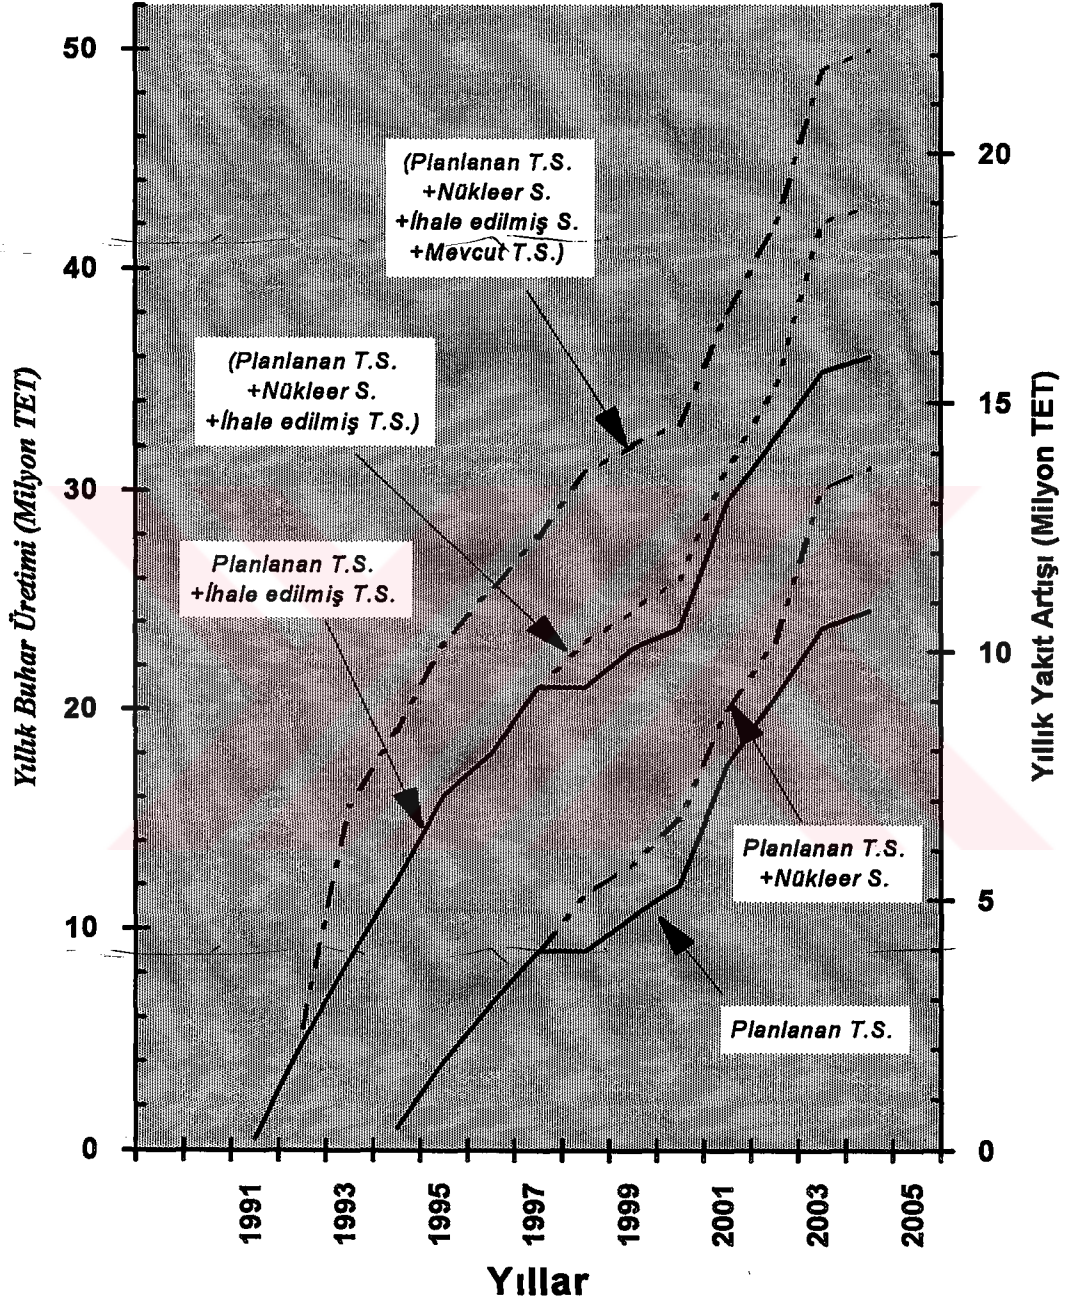 50
40
30
20
10
0
Yıllık Buhar Üretimi (Milyon TET)
(Planlanan T.S.
+Nükleer S.
+İhale edilmiş S.
+Mevcut T.S.)
(Planlanan T.S.
+Nükleer S.
+İhale edilmiş T.S.)
Planlanan T.S.
+İhale edilmiş T.S.
Planlanan T.S.
+Nükleer S.
Planlanan T.S.
20
15
10
5
0
Yıllık Yakıt Artışı (Milyon TET)
1991
1993
1995
1997
1999
2001
2003
2005
Yıllar